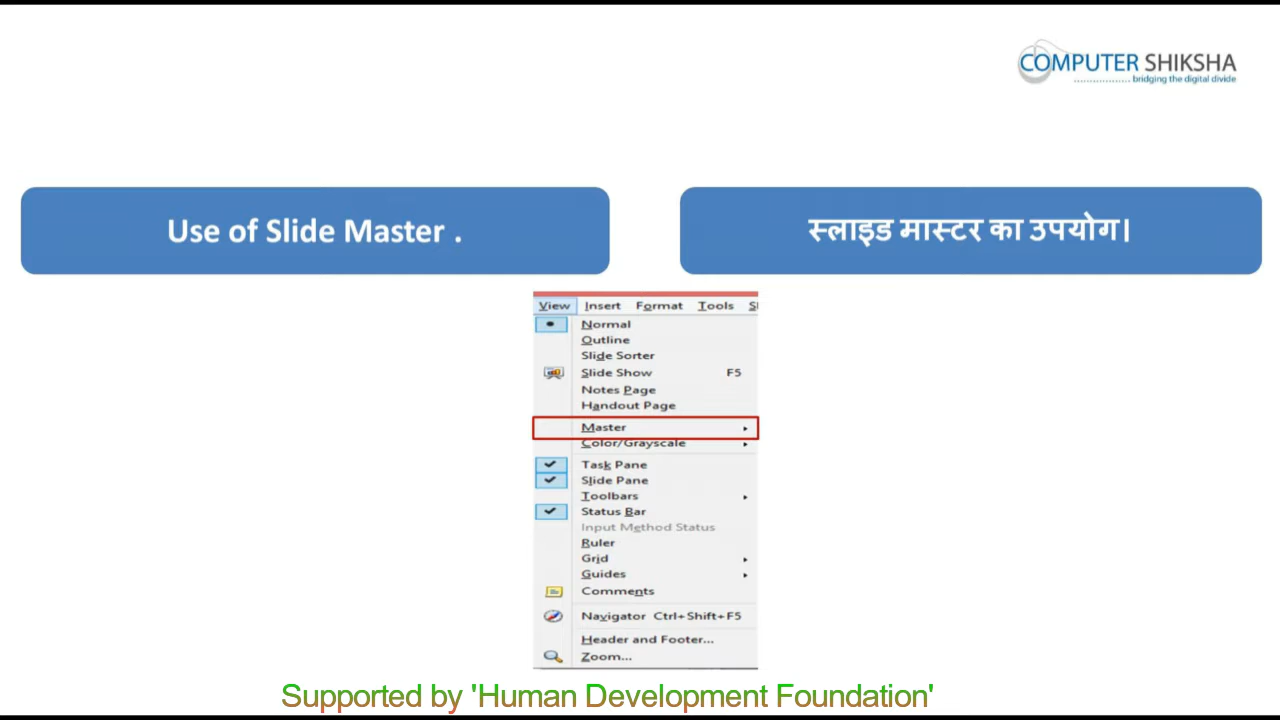 COMPUTER SHIKSHA
.................. bridging the digital divide
Use of Slide Master .
स्लाइड मास्टर का उपयोग।
View Insert Format Tools
Normal
Outline
Slide Sorter
Slide Show F5
Notes Page
Handout Page
Master
Color/Grayscale
Task Pane
Slide Pane
Toolbars
Status Bar
Input Method Status
Ruler
Grid
Guides
Comments
Navigator Ctrl+Shift+F5
Header and Footer...
Zoom...
Supported by 'Human Development Foundation'